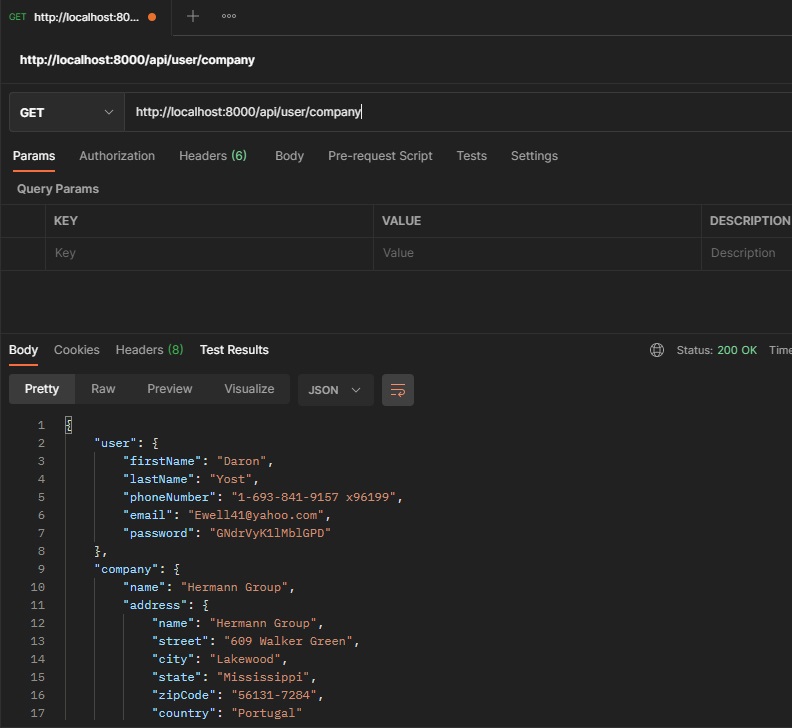 GET http://localhost:80...
http://localhost:8000/api/user/company
GET http://localhost:8000/api/user/company
Params Authorization Headers (6) Body Pre-request Script Tests Settings
Query Params
KEY VALUE DESCRIPTION
Key Value Description
Body Cookies Headers (8) Test Results Status: 200 OK Time
Pretty Raw Preview Visualize JSON
1 {
2 "user": {
3 "firstName": "Daron",
4 "lastName": "Yost",
5 "phoneNumber": "1-693-841-9157 x96199",
6 "email": "Ewell41@yahoo.com",
7 "password": "GNdrVyK1lMblGPD"
8 },
9 "company": {
10 "name": "Hermann Group",
11 "address": {
12 "name": "Hermann Group",
13 "street": "609 Walker Green",
14 "city": "Lakewood",
15 "state": "Mississippi",
16 "zipCode": "56131-7284",
17 "country": "Portugal"